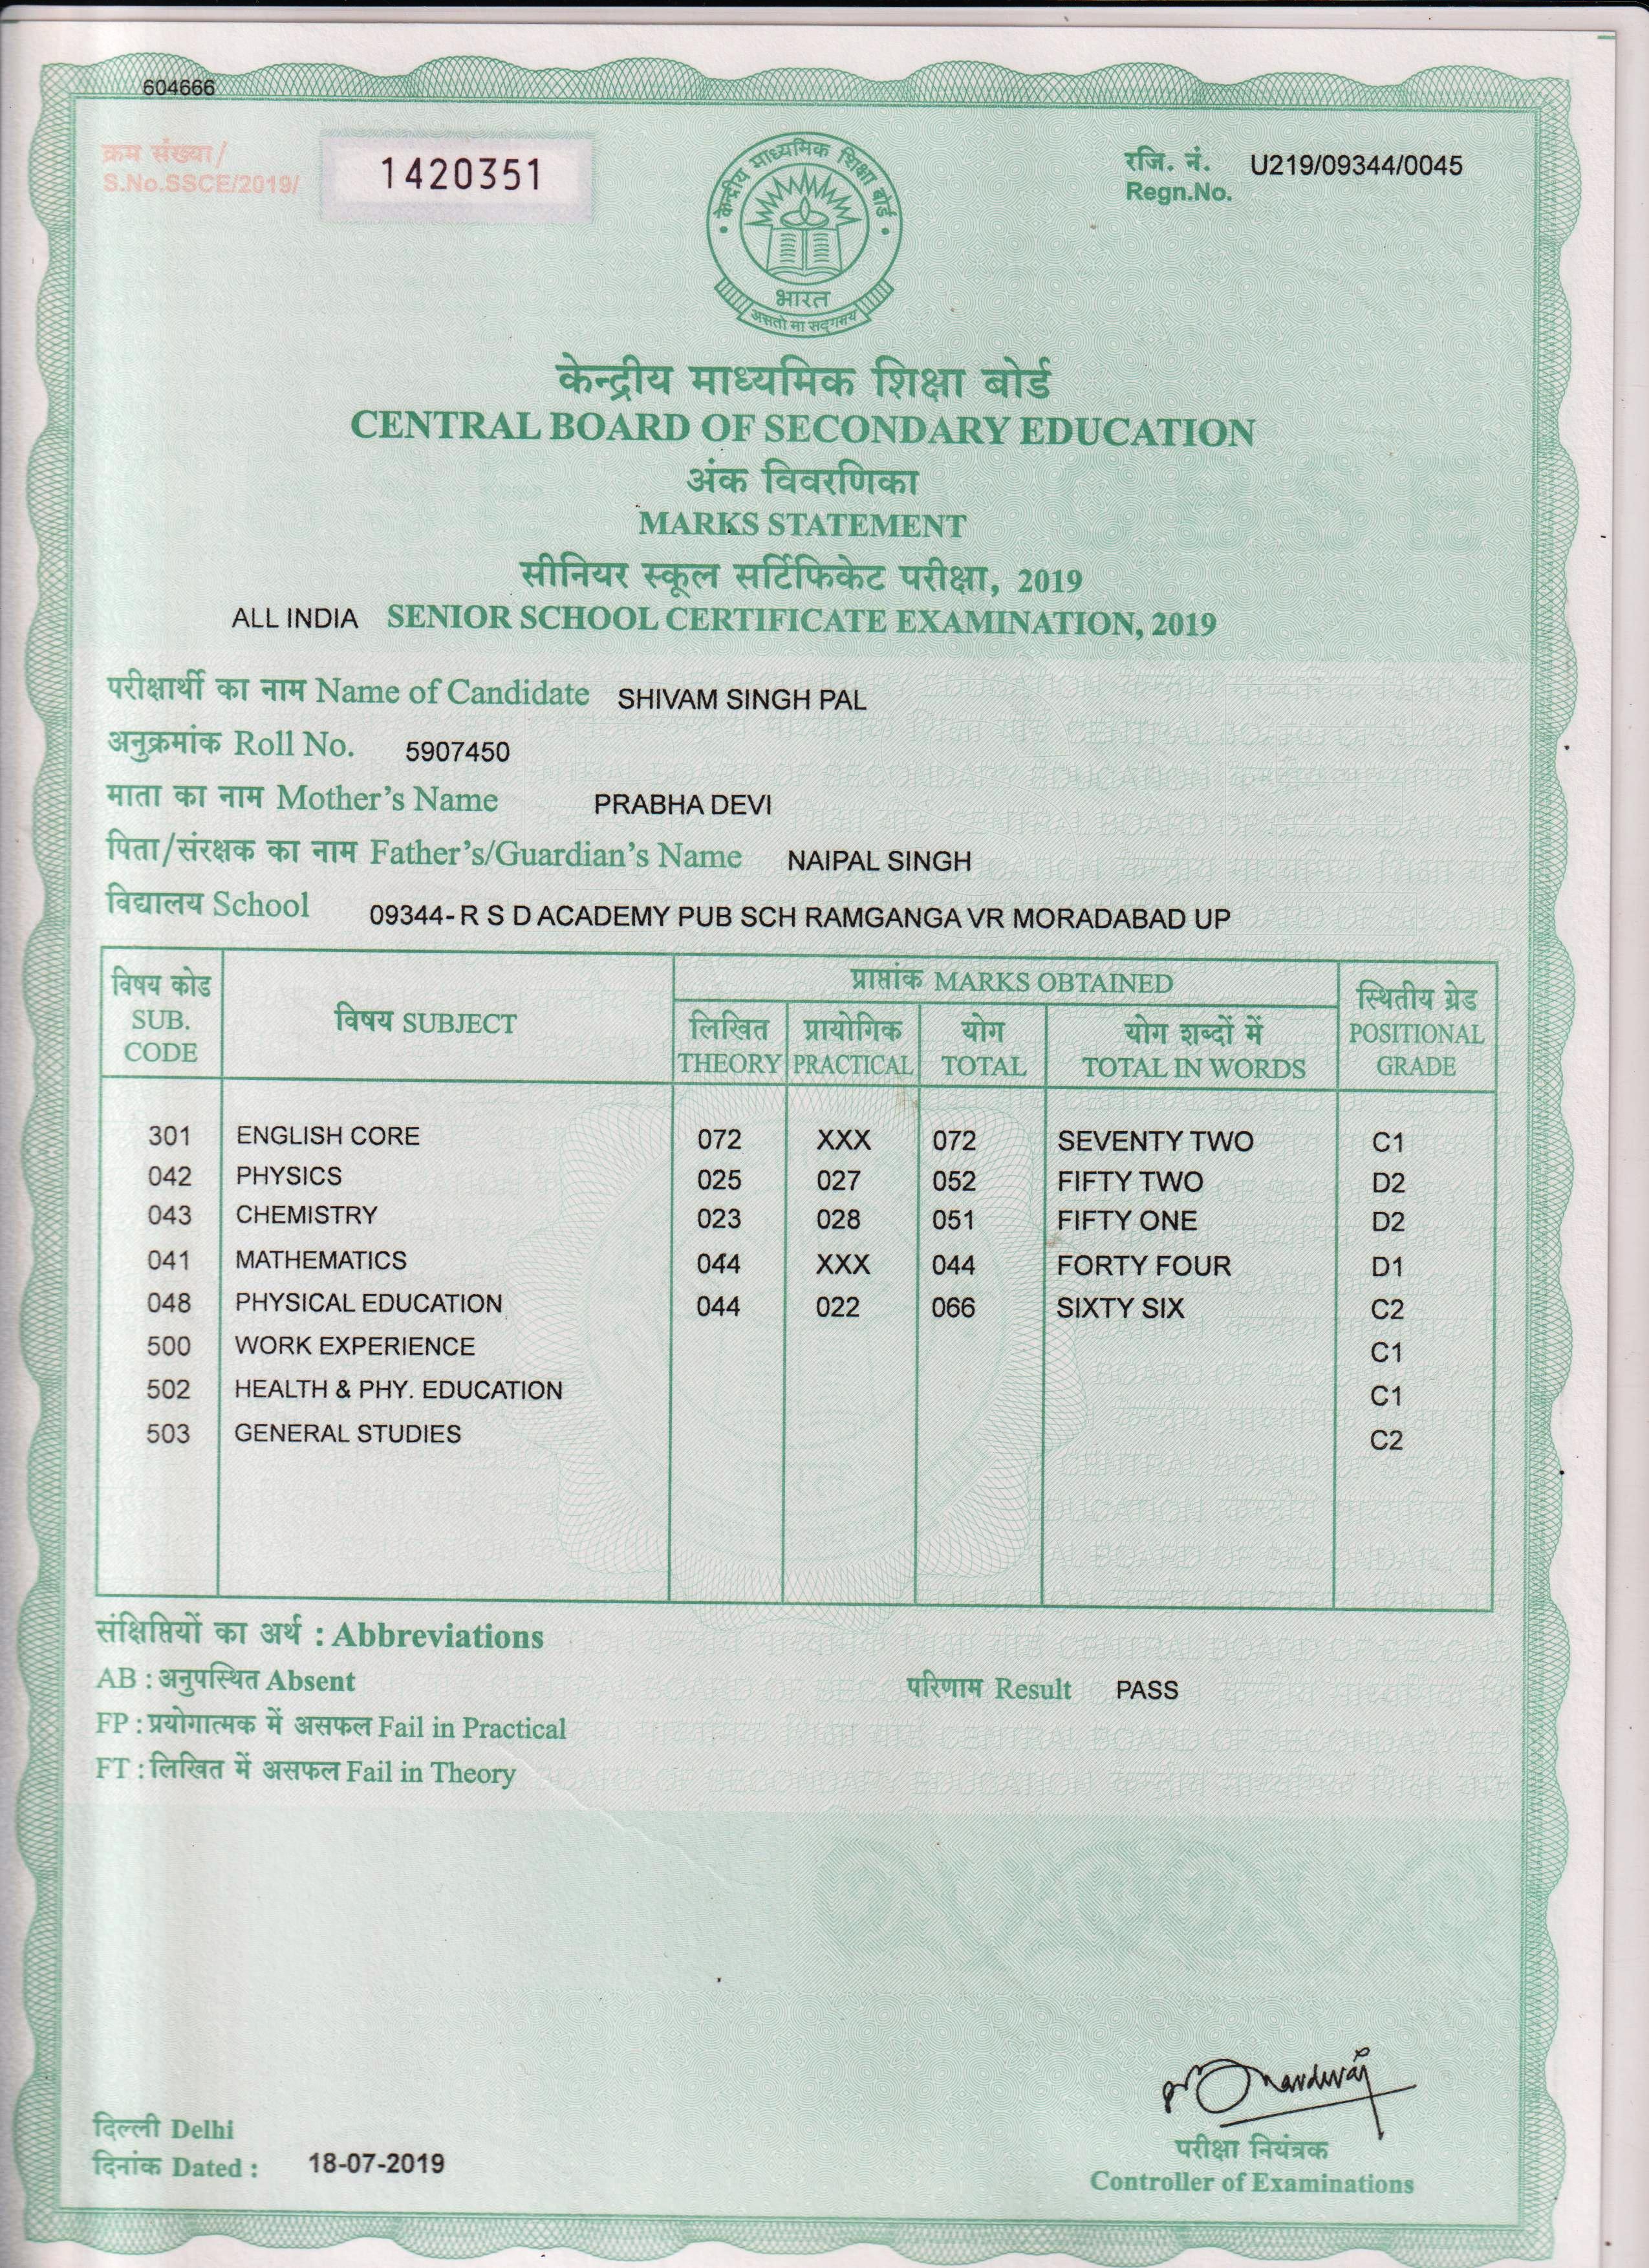 604666
क्रम संख्या/
S.No.SSCE/2019/
1420351
रजि. नं. U219/09344/0045
Regn.No.
केन्द्रीय माध्यमिक शिक्षा बोर्ड
भारत
असतो मा सद्गमय
केन्द्रीय माध्यमिक शिक्षा बोर्ड
CENTRAL BOARD OF SECONDARY EDUCATION
अंक विवरणिका
MARKS STATEMENT
सीनियर स्कूल सर्टिफिकेट परीक्षा, 2019
ALL INDIA SENIOR SCHOOL CERTIFICATE EXAMINATION, 2019
परीक्षार्थी का नाम Name of Candidate SHIVAM SINGH PAL
अनुक्रमांक Roll No. 5907450
माता का नाम Mother's Name PRABHA DEVI
पिता/संरक्षक का नाम Father's/Guardian's Name NAIPAL SINGH
विद्यालय School 09344- R S D ACADEMY PUB SCH RAMGANGA VR MORADABAD UP
विषय कोड SUB. CODE
विषय SUBJECT
प्राप्तांक MARKS OBTAINED
लिखित THEORY
प्रायोगिक PRACTICAL
योग TOTAL
योग शब्दों में TOTAL IN WORDS
स्थितीय ग्रेड POSITIONAL GRADE
301 ENGLISH CORE 072 XXX 072 SEVENTY TWO C1
042 PHYSICS 025 027 052 FIFTY TWO D2
043 CHEMISTRY 023 028 051 FIFTY ONE D2
041 MATHEMATICS 044 XXX 044 FORTY FOUR D1
048 PHYSICAL EDUCATION 044 022 066 SIXTY SIX C2
500 WORK EXPERIENCE C1
502 HEALTH & PHY. EDUCATION C1
503 GENERAL STUDIES C2
संक्षिप्तियों का अर्थ : Abbreviations
AB : अनुपस्थित Absent
परिणाम Result PASS
FP : प्रयोगात्मक में असफल Fail in Practical
FT : लिखित में असफल Fail in Theory
दिल्ली Delhi
दिनांक Dated : 18-07-2019
परीक्षा नियंत्रक
Controller of Examinations